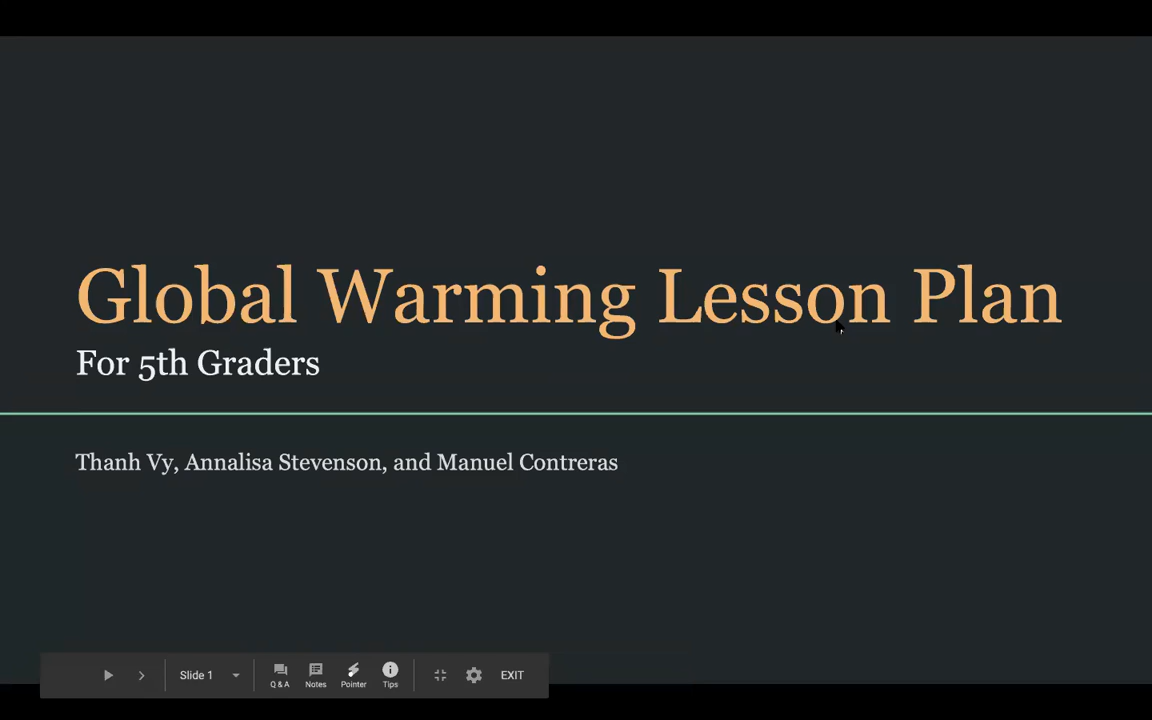 Global Warming Lesson Plan
For 5th Graders
Thanh Vy, Annalisa Stevenson, and Manuel Contreras
Slide 1
Q & A
Notes
Pointer
Tips
EXIT